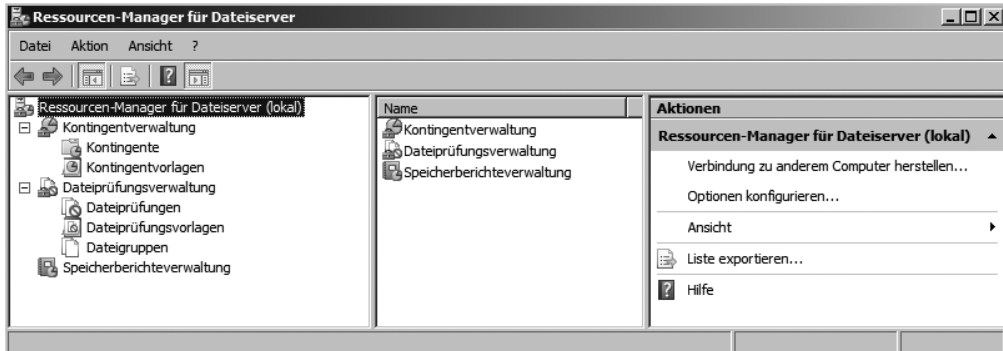 Ressourcen-Manager für Dateiserver
Datei Aktion Ansicht ?
Ressourcen-Manager für Dateiserver (lokal)
Kontingentverwaltung
Kontingente
Kontingentvorlagen
Dateiprüfungsverwaltung
Dateiprüfungen
Dateiprüfungsvorlagen
Dateigruppen
Speicherberichteverwaltung
Name
Kontingentverwaltung
Dateiprüfungsverwaltung
Speicherberichteverwaltung
Aktionen
Ressourcen-Manager für Dateiserver (lokal)
Verbindung zu anderem Computer herstellen...
Optionen konfigurieren...
Ansicht
Liste exportieren...
Hilfe